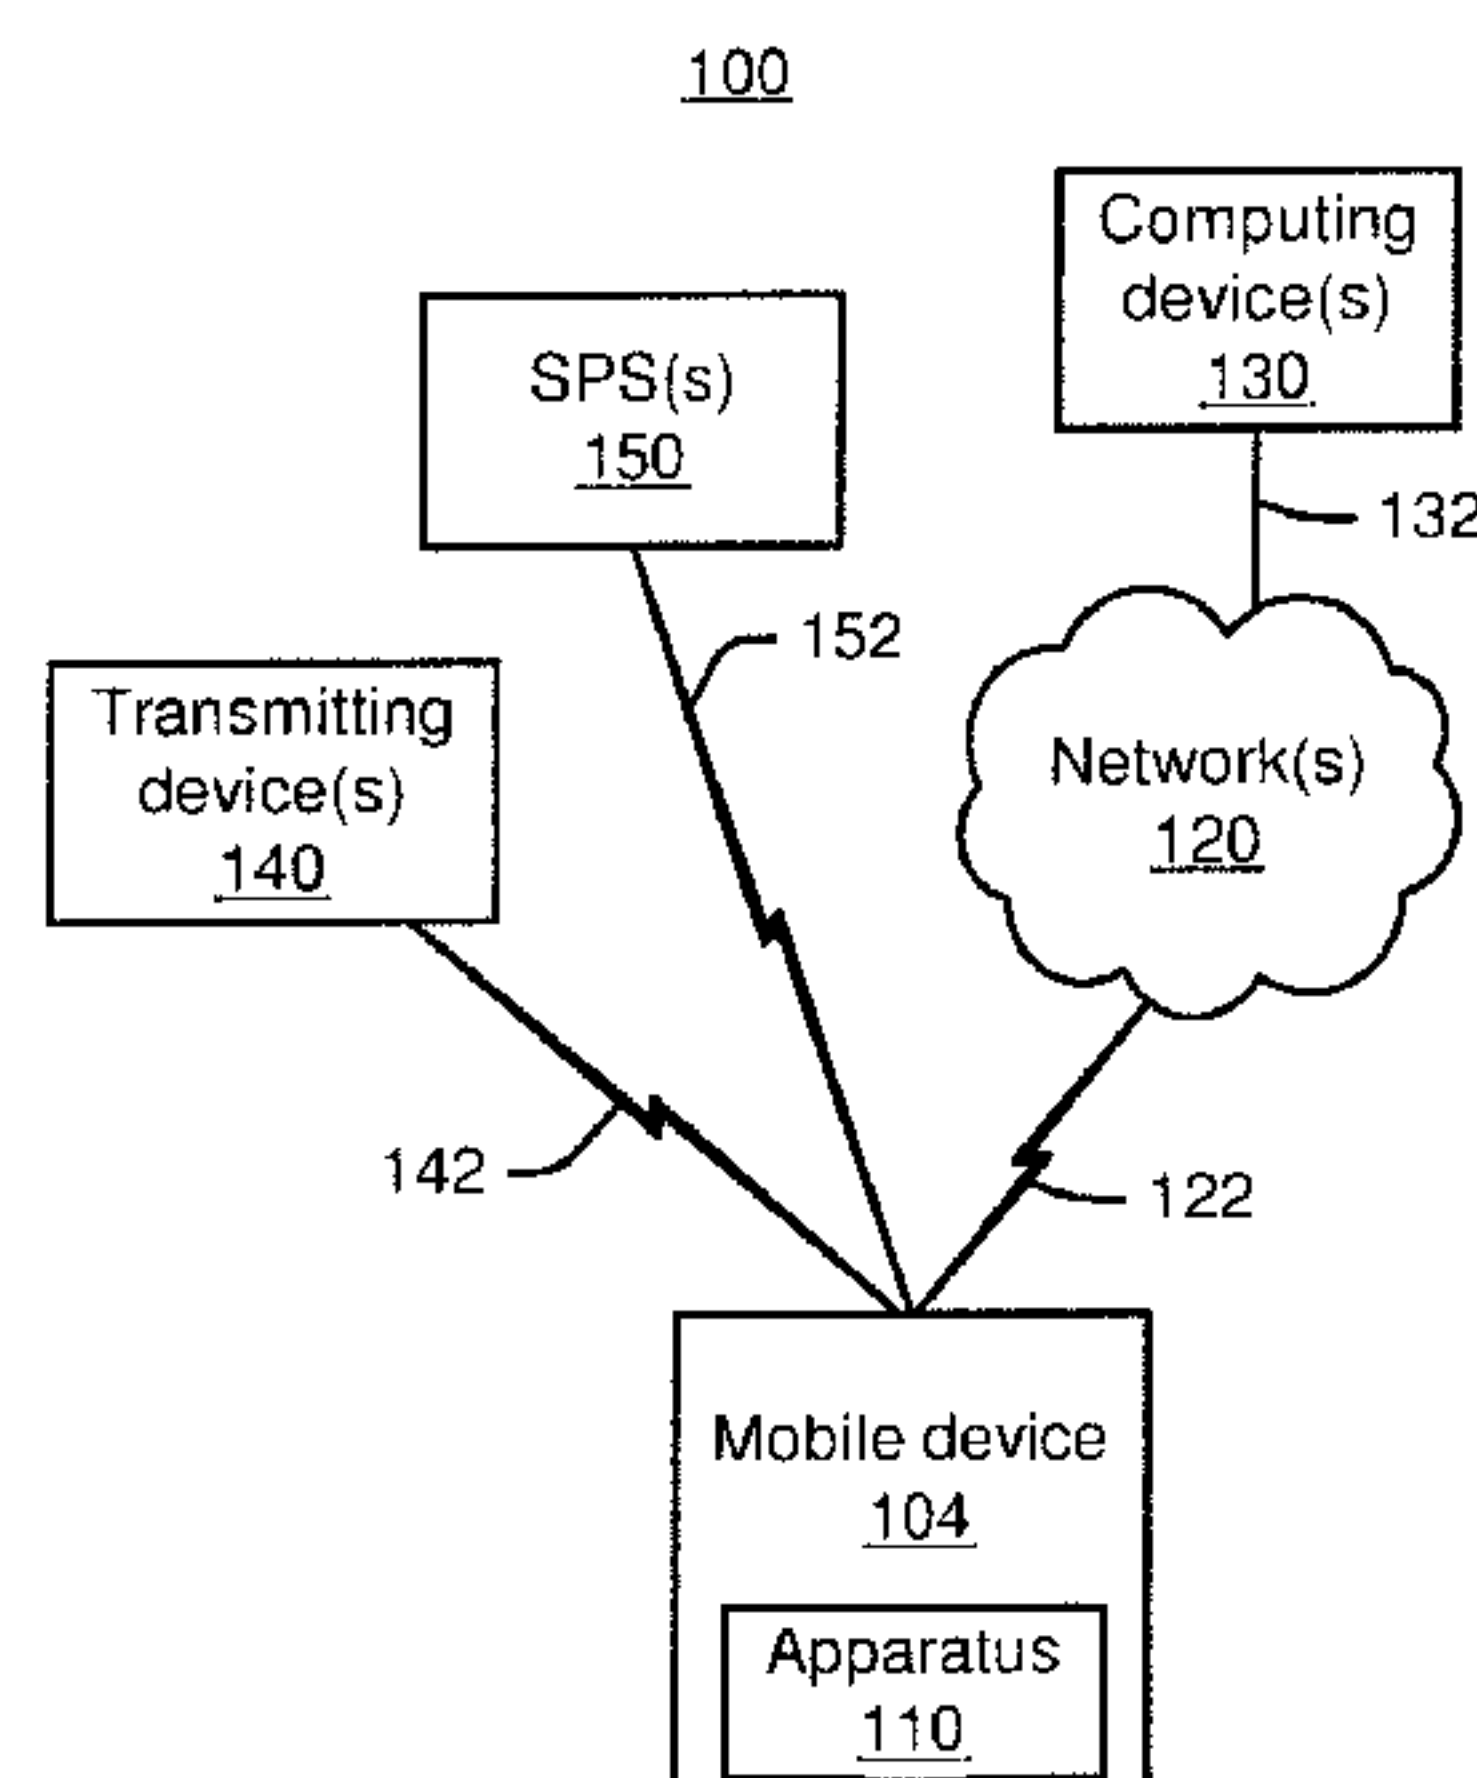 100
Computing
device(s)
130
SPS(s)
150
132
152
Transmitting
device(s)
140
Network(s)
120
142
122
Mobile device
104
Apparatus
110